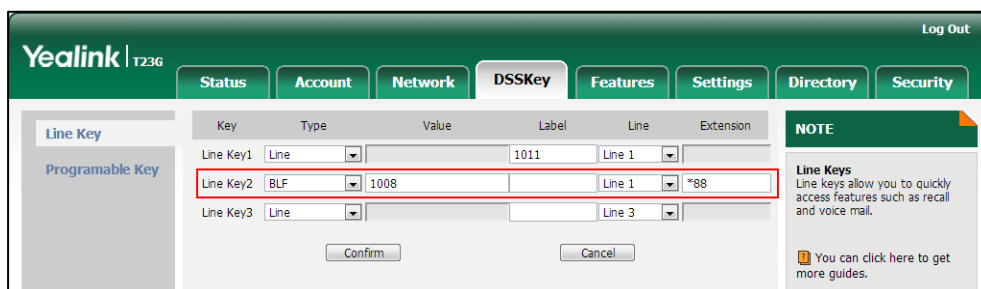 Log Out
Yealink T23G
Status Account Network DSSKey Features Settings Directory Security
Line Key
Programable Key
Key Type Value Label Line Extension
Line Key1 Line 1011 Line 1
Line Key2 BLF 1008 Line 1 *88
Line Key3 Line Line 3
Confirm Cancel
NOTE
Line Keys
Line keys allow you to quickly
access features such as recall
and voice mail.
? You can click here to get
more guides.